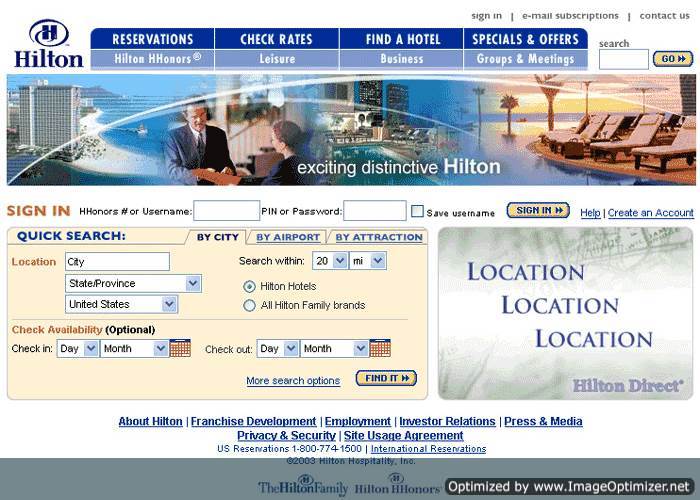 sign in | e-mail subscriptions | contact us
Hilton
RESERVATIONS CHECK RATES FIND A HOTEL SPECIALS & OFFERS
Hilton HHonors® Leisure Business Groups & Meetings
search
GO
exciting distinctive Hilton
SIGN IN HHonors # or Username: PIN or Password: Save username SIGN IN Help | Create an Account
QUICK SEARCH: BY CITY BY AIRPORT BY ATTRACTION
Location City Search within: 20 mi
State/Province Hilton Hotels
United States All Hilton Family brands
Check Availability (Optional)
Check in: Day Month Check out: Day Month
More search options FIND IT
LOCATION
LOCATION
LOCATION
Hilton Direct®
About Hilton | Franchise Development | Employment | Investor Relations | Press & Media
Privacy & Security | Site Usage Agreement
US Reservations 1-800-774-1500 | International Reservations
©2003 Hilton Hospitality, Inc.
The Hilton Family Hilton HHonors®
Optimized by www.ImageOptimizer.net